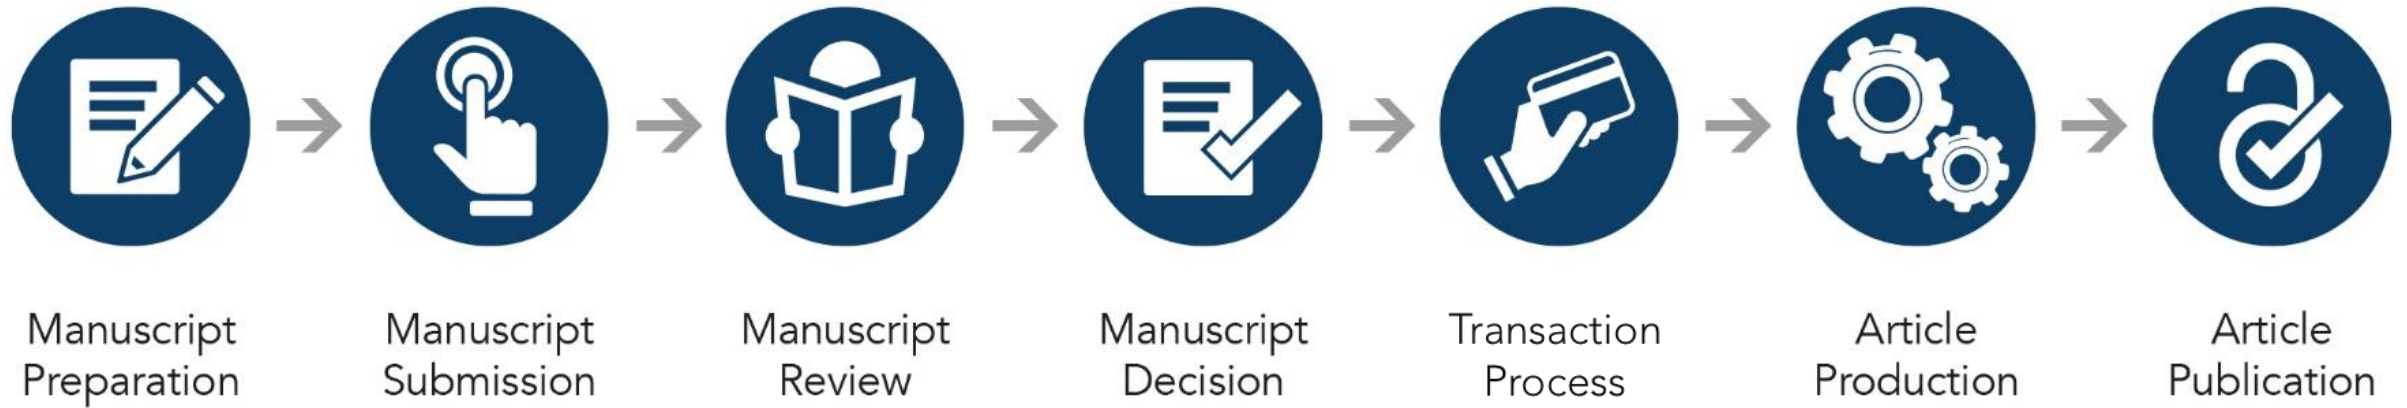 Manuscript
Preparation
Manuscript
Submission
Manuscript
Review
Manuscript
Decision
Transaction
Process
Article
Production
Article
Publication